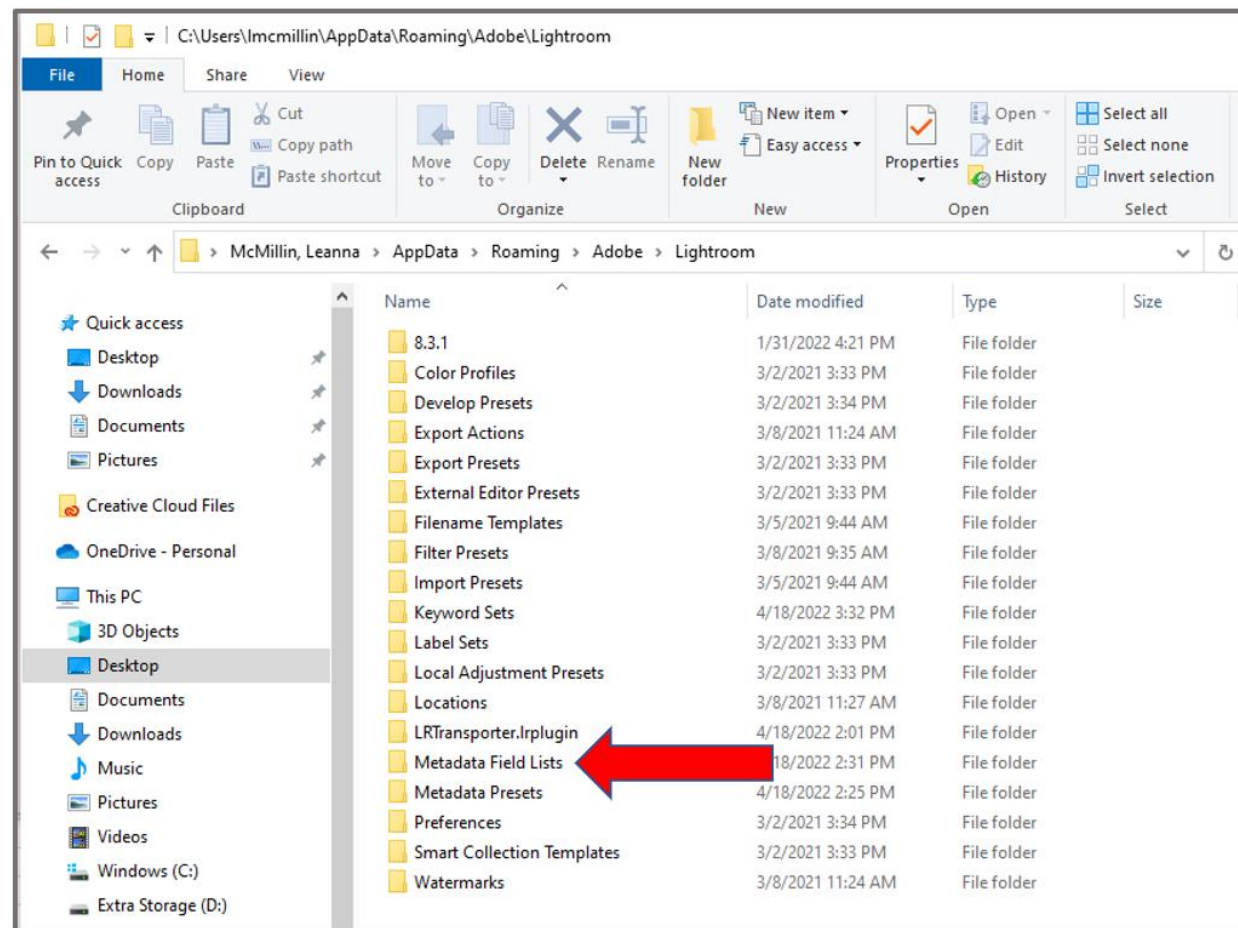 C:\Users\lmcmillin\AppData\Roaming\Adobe\Lightroom
File Home Share View
Pin to Quick access
Copy
Paste
Cut
Copy path
Paste shortcut
Move to
Copy to
Delete
Rename
New folder
New item
Easy access
Properties
Open
Edit
History
Select all
Select none
Invert selection
Clipboard Organize New Open Select
McMillin, Leanna > AppData > Roaming > Adobe > Lightroom
Quick access
Desktop
Downloads
Documents
Pictures
Creative Cloud Files
OneDrive - Personal
This PC
3D Objects
Desktop
Documents
Downloads
Music
Pictures
Videos
Windows (C:)
Extra Storage (D:)
Name Date modified Type Size
8.3.1 1/31/2022 4:21 PM File folder
Color Profiles 3/2/2021 3:33 PM File folder
Develop Presets 3/2/2021 3:34 PM File folder
Export Actions 3/8/2021 11:24 AM File folder
Export Presets 3/2/2021 3:33 PM File folder
External Editor Presets 3/2/2021 3:33 PM File folder
Filename Templates 3/5/2021 9:44 AM File folder
Filter Presets 3/8/2021 9:35 AM File folder
Import Presets 3/5/2021 9:44 AM File folder
Keyword Sets 4/18/2022 3:32 PM File folder
Label Sets 3/2/2021 3:33 PM File folder
Local Adjustment Presets 3/2/2021 3:33 PM File folder
Locations 3/8/2021 11:27 AM File folder
LRTransporter.lrplugin 4/18/2022 2:01 PM File folder
Metadata Field Lists 18/2022 2:31 PM File folder
Metadata Presets 4/18/2022 2:25 PM File folder
Preferences 3/2/2021 3:34 PM File folder
Smart Collection Templates 3/2/2021 3:33 PM File folder
Watermarks 3/8/2021 11:24 AM File folder